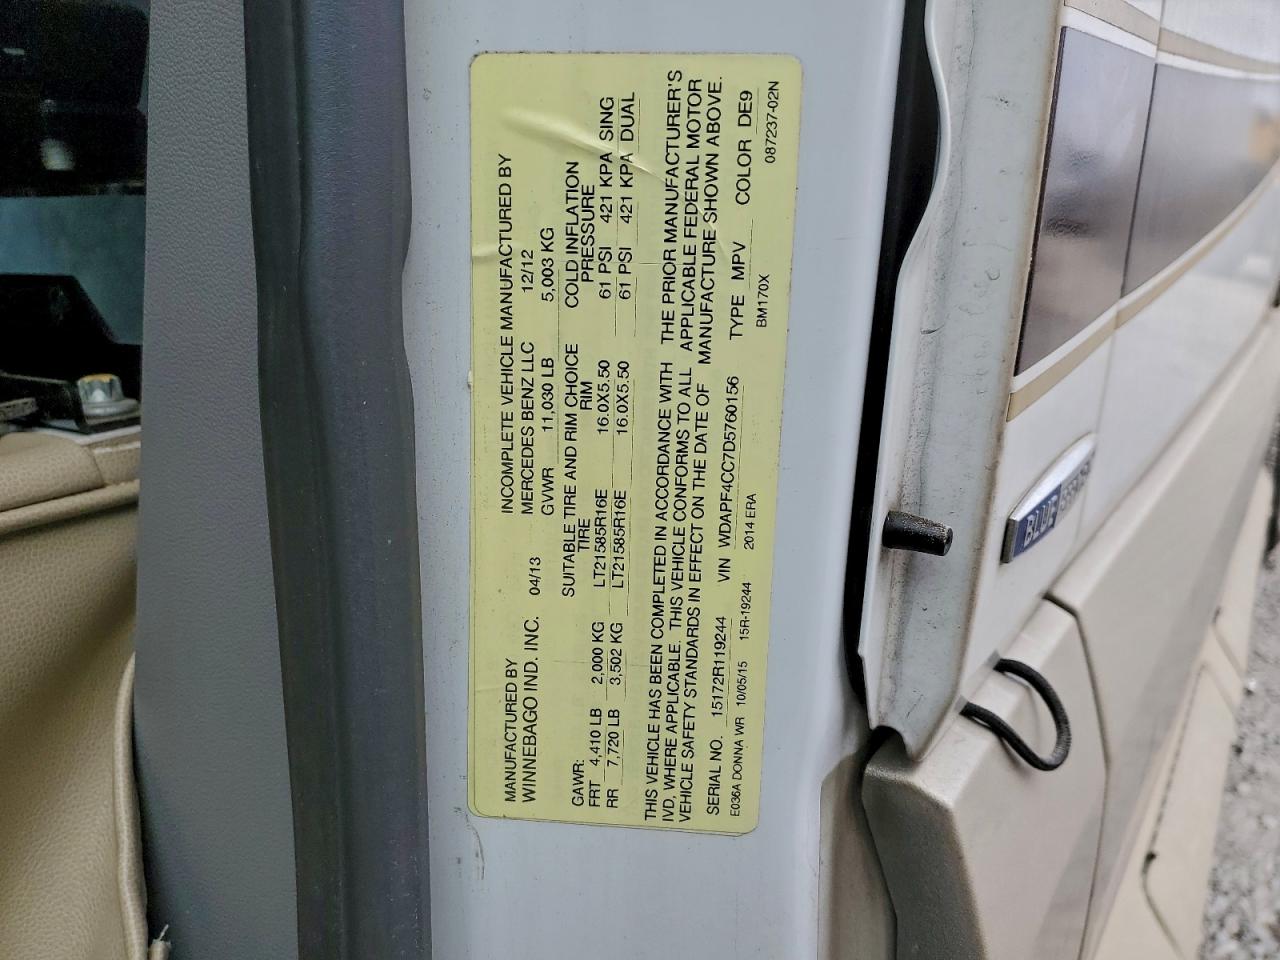 MANUFACTURED BY INCOMPLETE VEHICLE MANUFACTURED BY
WINNEBAGO IND. INC. 04/13 MERCEDES BENZ LLC 12/12
GVWR 11,030 LB 5,003 KG
GAWR: SUITABLE TIRE AND RIM CHOICE COLD INFLATION
TIRE RIM PRESSURE
FRT 4,410 LB 2,000 KG LT21585R16E 16.0X5.50 61 PSI 421 KPA SING
RR 7,720 LB 3,502 KG LT21585R16E 16.0X5.50 61 PSI 421 KPA DUAL
THIS VEHICLE HAS BEEN COMPLETED IN ACCORDANCE WITH THE PRIOR MANUFACTURER'S
IVD, WHERE APPLICABLE. THIS VEHICLE CONFORMS TO ALL APPLICABLE FEDERAL MOTOR
VEHICLE SAFETY STANDARDS IN EFFECT ON THE DATE OF MANUFACTURE SHOWN ABOVE.
SERIAL NO. 15172R119244 VIN WDAPF4CC7D5760156 TYPE MPV COLOR DE9
E036A DONNA WR 10/05/15 15R-19244 2014 ERA BM170X 087237-02N
BLUE